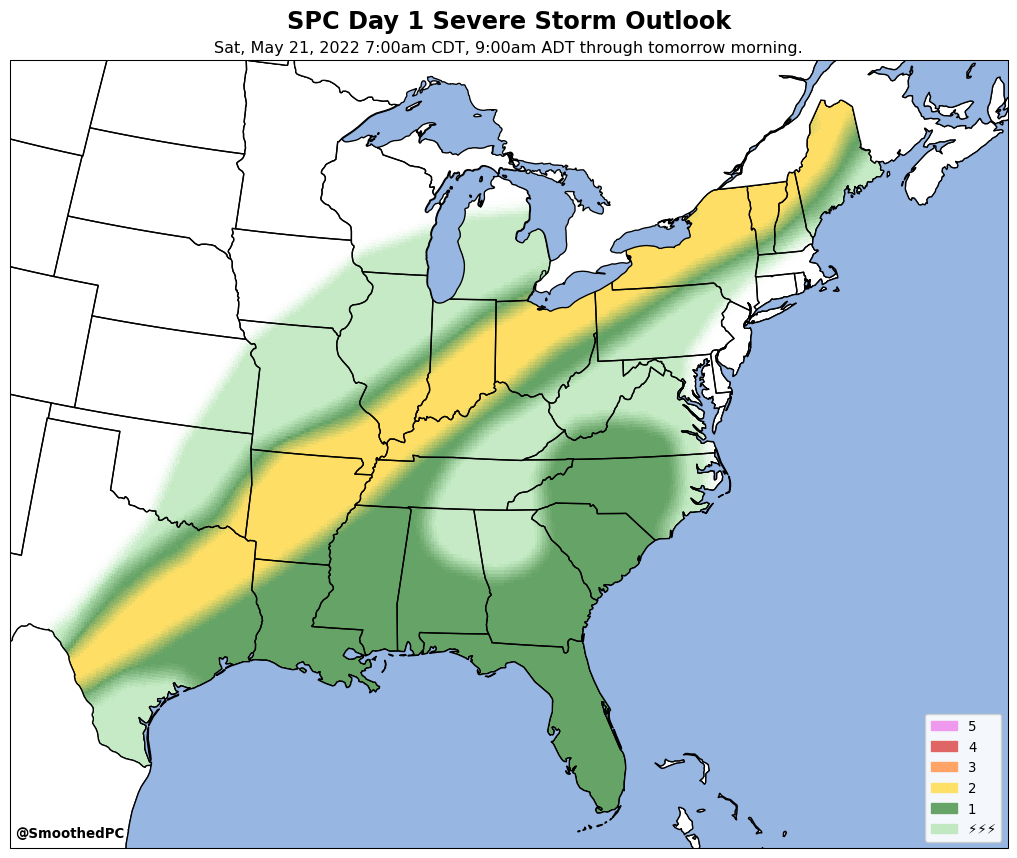 SPC Day 1 Severe Storm Outlook
Sat, May 21, 2022 7:00am CDT, 9:00am ADT through tomorrow morning.
5
4
3
2
1
⚡⚡⚡
@SmoothedPC